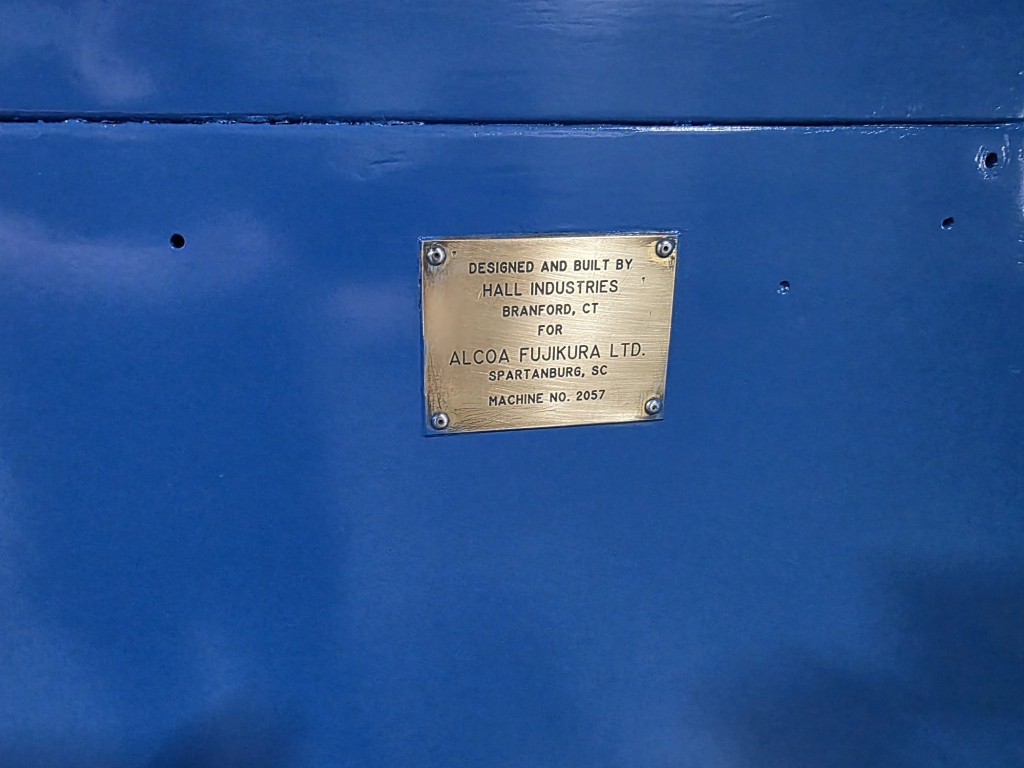 DESIGNED AND BUILT BY
HALL INDUSTRIES
BRANFORD, CT
FOR
ALCOA FUJIKURA LTD.
SPARTANBURG, SC
MACHINE NO. 2057